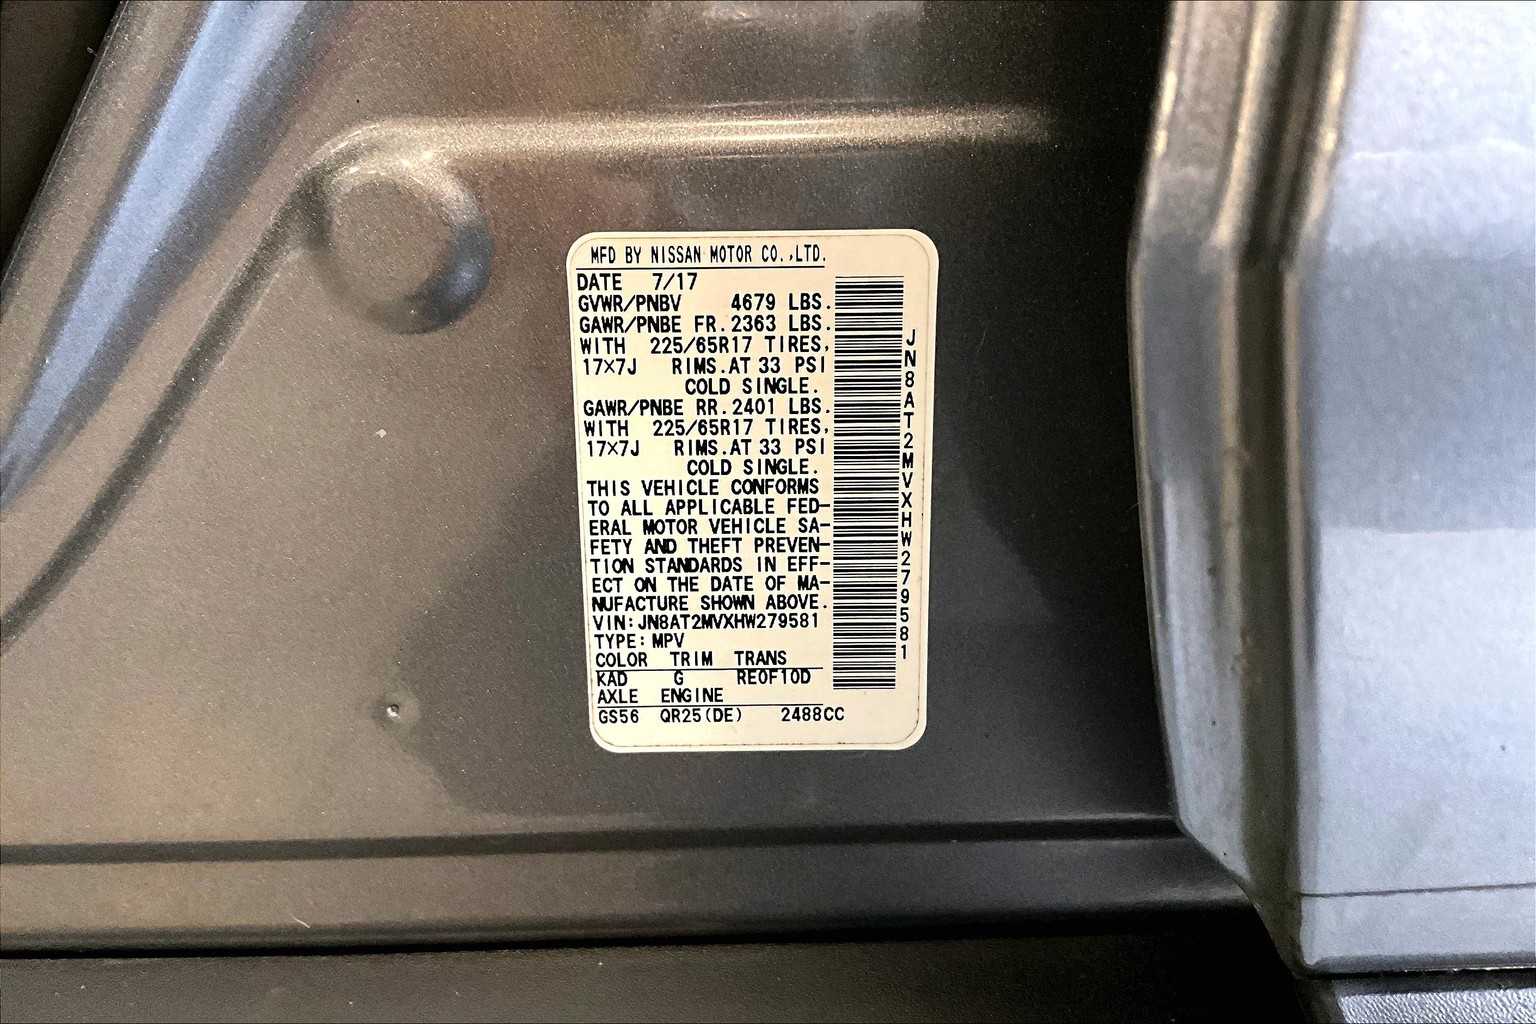 MFD BY NISSAN MOTOR CO.,LTD.
DATE 7/17
GVWR/PNBV 4679 LBS.
GAWR/PNBE FR.2363 LBS.
WITH 225/65R17 TIRES,
17×7J RIMS.AT 33 PSI
COLD SINGLE.
GAWR/PNBE RR.2401 LBS.
WITH 225/65R17 TIRES,
17×7J RIMS.AT 33 PSI
COLD SINGLE.
THIS VEHICLE CONFORMS
TO ALL APPLICABLE FED-
ERAL MOTOR VEHICLE SA-
FETY AND THEFT PREVEN-
TION STANDARDS IN EFF-
ECT ON THE DATE OF MA-
NUFACTURE SHOWN ABOVE.
VIN:JN8AT2MVXHW279581
TYPE:MPV
COLOR TRIM TRANS
KAD G RE0F10D
AXLE ENGINE
GS56 QR25(DE) 2488CC
JN8AT2MVXHW279581